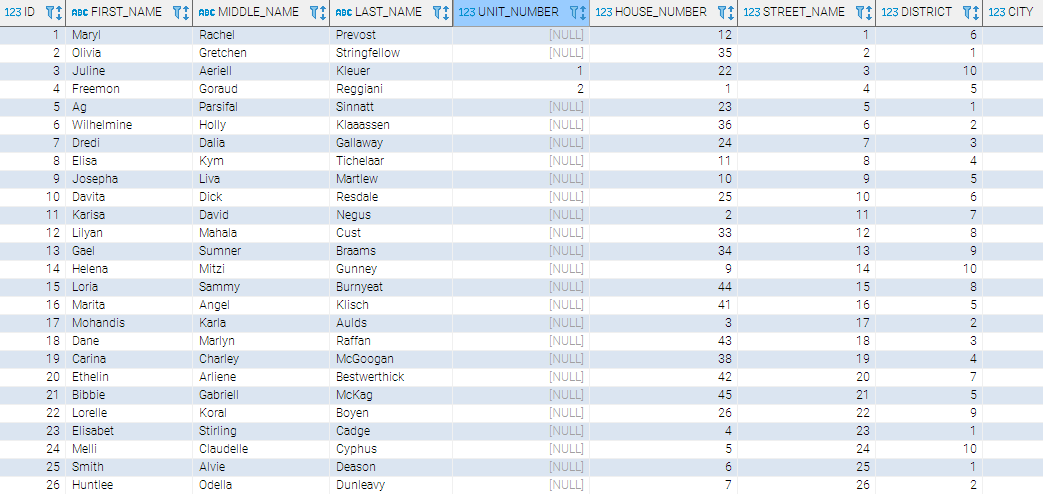 123 ID ABC FIRST_NAME ABC MIDDLE_NAME ABC LAST_NAME 123 UNIT_NUMBER 123 HOUSE_NUMBER 123 STREET_NAME 123 DISTRICT 123 CITY
1 Maryl Rachel Prevost [NULL] 12 1 6
2 Olivia Gretchen Stringfellow [NULL] 35 2 1
3 Juline Aeriell Kleuer 1 22 3 10
4 Freemon Goraud Reggiani 2 1 4 5
5 Ag Parsifal Sinnatt [NULL] 23 5 1
6 Wilhelmine Holly Klaaassen [NULL] 36 6 2
7 Dredi Dalia Gallaway [NULL] 24 7 3
8 Elisa Kym Tichelaar [NULL] 11 8 4
9 Josepha Liva Martlew [NULL] 10 9 5
10 Davita Dick Resdale [NULL] 25 10 6
11 Karisa David Negus [NULL] 2 11 7
12 Lilyan Mahala Cust [NULL] 33 12 8
13 Gael Sumner Braams [NULL] 34 13 9
14 Helena Mitzi Gunney [NULL] 9 14 10
15 Loria Sammy Burnyeat [NULL] 44 15 8
16 Marita Angel Klisch [NULL] 41 16 5
17 Mohandis Karla Aulds [NULL] 3 17 2
18 Dane Marlyn Raffan [NULL] 43 18 3
19 Carina Charley McGoogan [NULL] 38 19 4
20 Ethelin Arliene Bestwerthick [NULL] 42 20 7
21 Bibbie Gabriell McKag [NULL] 45 21 5
22 Lorelle Koral Boyen [NULL] 26 22 9
23 Elisabet Stirling Cadge [NULL] 4 23 1
24 Melli Claudelle Cyphus [NULL] 5 24 10
25 Smith Alvie Deason [NULL] 6 25 1
26 Huntlee Odella Dunleavy [NULL] 7 26 2